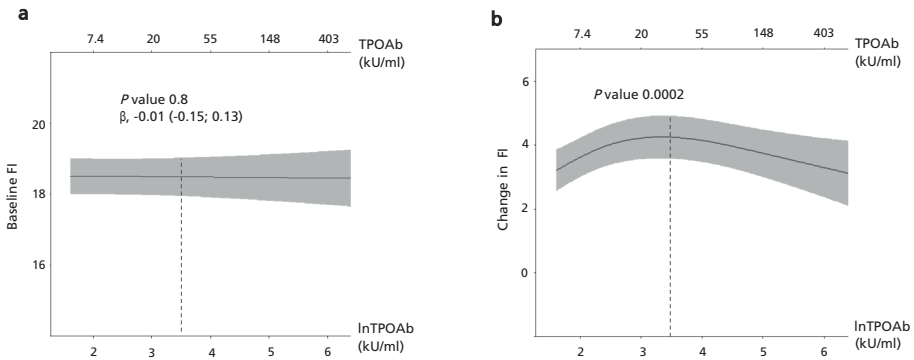 a
7.4 20 55 148 403 TPOAb
(kU/ml)
P value 0.8
β, -0.01 (-0.15; 0.13)
20
18
16
Baseline FI
lnTPOAb
(kU/ml)
2 3 4 5 6
b
7.4 20 55 148 403 TPOAb
(kU/ml)
P value 0.0002
6
4
2
0
Change in FI
lnTPOAb
(kU/ml)
2 3 4 5 6